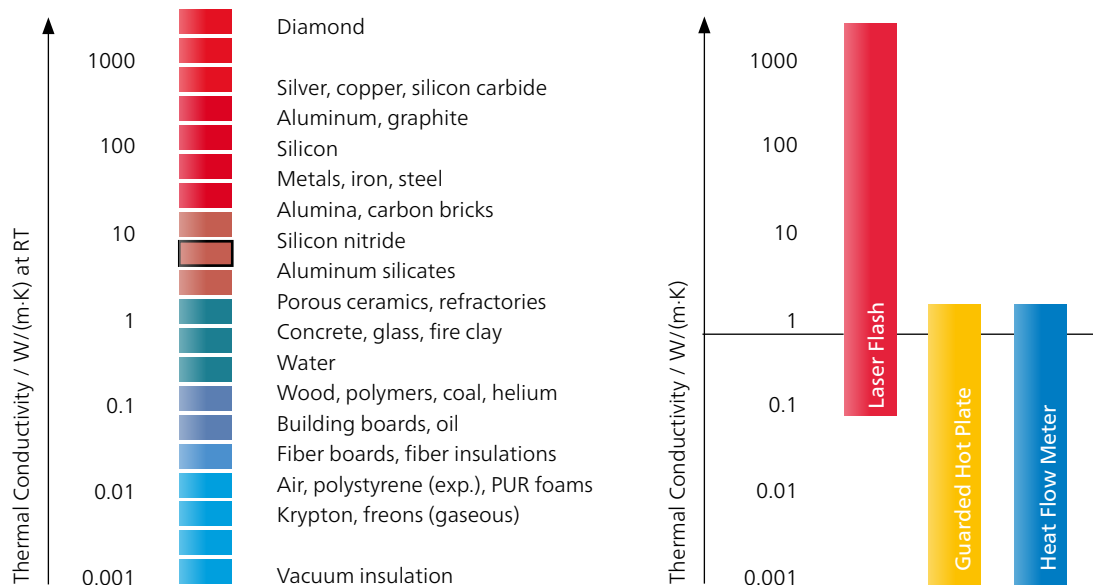 Thermal Conductivity / W/(m·K) at RT
1000
100
10
1
0.1
0.01
0.001
Diamond
Silver, copper, silicon carbide
Aluminum, graphite
Silicon
Metals, iron, steel
Alumina, carbon bricks
Silicon nitride
Aluminum silicates
Porous ceramics, refractories
Concrete, glass, fire clay
Water
Wood, polymers, coal, helium
Building boards, oil
Fiber boards, fiber insulations
Air, polystyrene (exp.), PUR foams
Krypton, freons (gaseous)
Vacuum insulation
Thermal Conductivity / W/(m·K)
1000
100
10
1
0.1
0.01
0.001
Laser Flash
Guarded Hot Plate
Heat Flow Meter